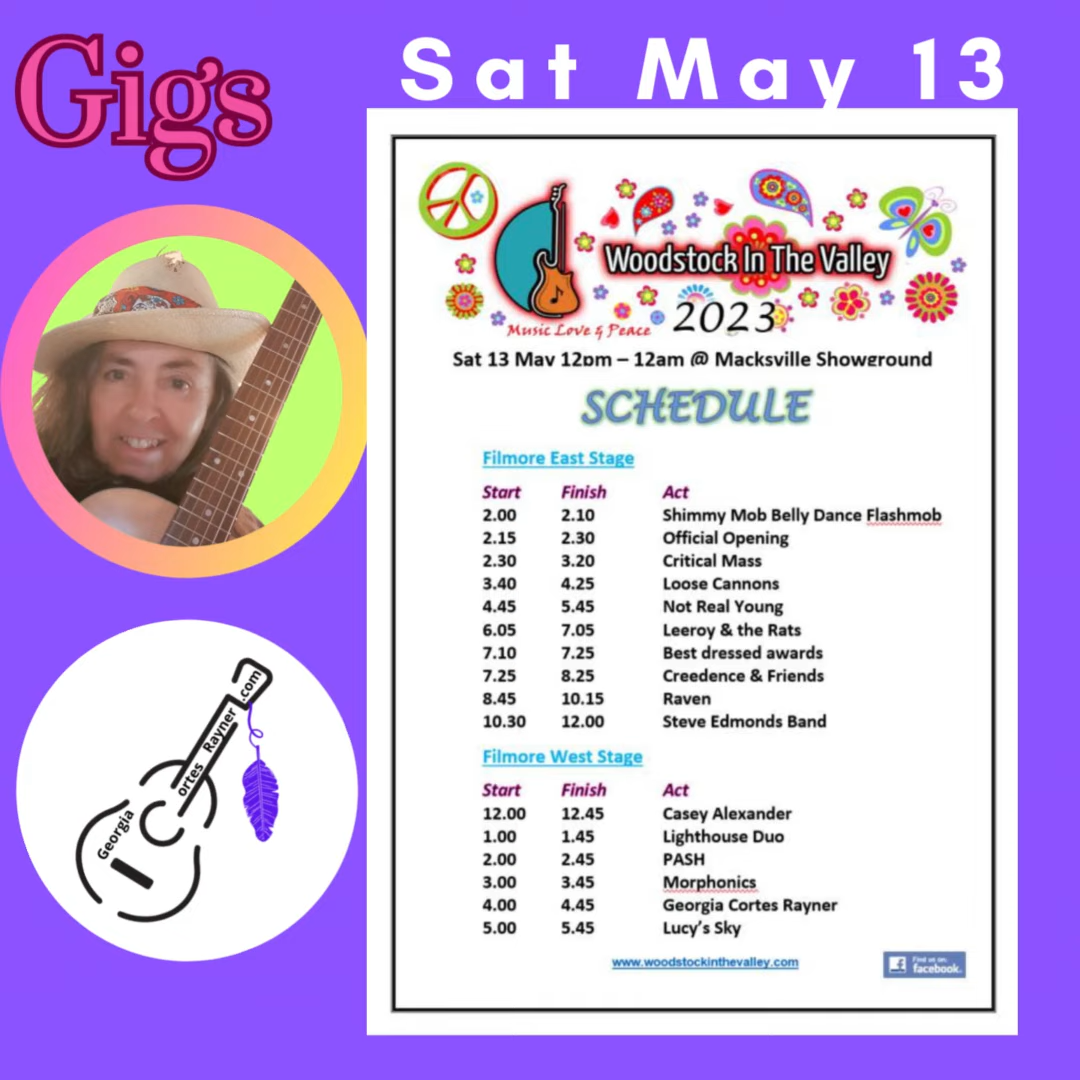 Gigs
Sat May 13
Woodstock In The Valley
Music Love & Peace
2023
Sat 13 May 12pm – 12am @ Macksville Showground
SCHEDULE
Filmore East Stage
Start Finish Act
2.00 2.10 Shimmy Mob Belly Dance Flashmob
2.15 2.30 Official Opening
2.30 3.20 Critical Mass
3.40 4.25 Loose Cannons
4.45 5.45 Not Real Young
6.05 7.05 Leeroy & the Rats
7.10 7.25 Best dressed awards
7.25 8.25 Creedence & Friends
8.45 10.15 Raven
10.30 12.00 Steve Edmonds Band
Filmore West Stage
Start Finish Act
12.00 12.45 Casey Alexander
1.00 1.45 Lighthouse Duo
2.00 2.45 PASH
3.00 3.45 Morphonics
4.00 4.45 Georgia Cortes Rayner
5.00 5.45 Lucy's Sky
www.woodstockinthevalley.com
Find us on:
facebook.
Georgia Cortes Rayner .com